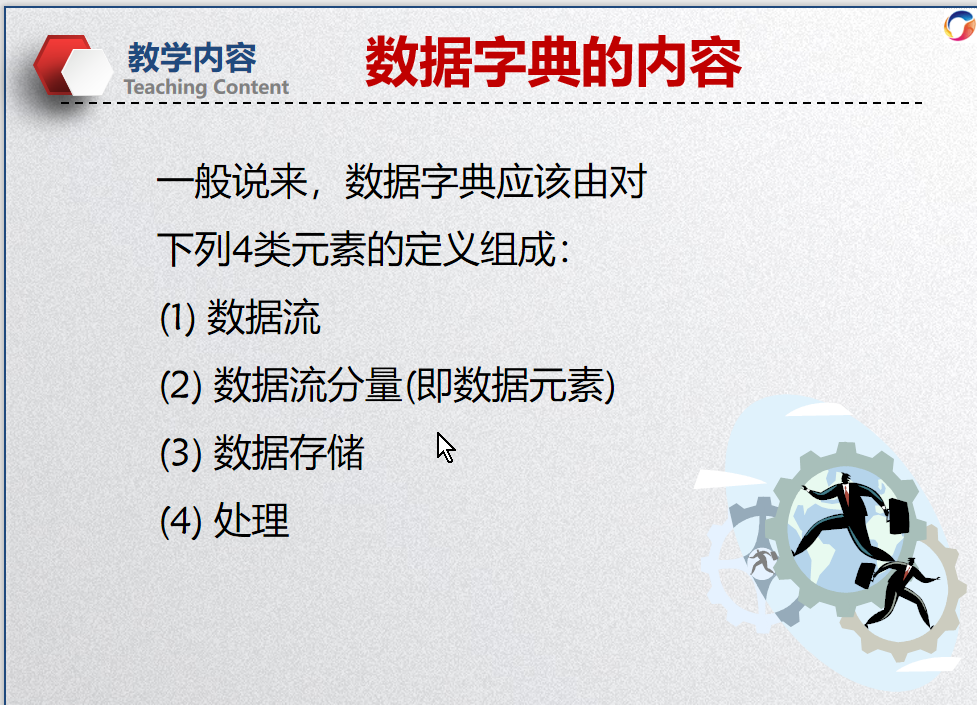 教学内容
Teaching Content
数据字典的内容
一般说来，数据字典应该由对
下列4类元素的定义组成：
(1) 数据流
(2) 数据流分量(即数据元素)
(3) 数据存储
(4) 处理